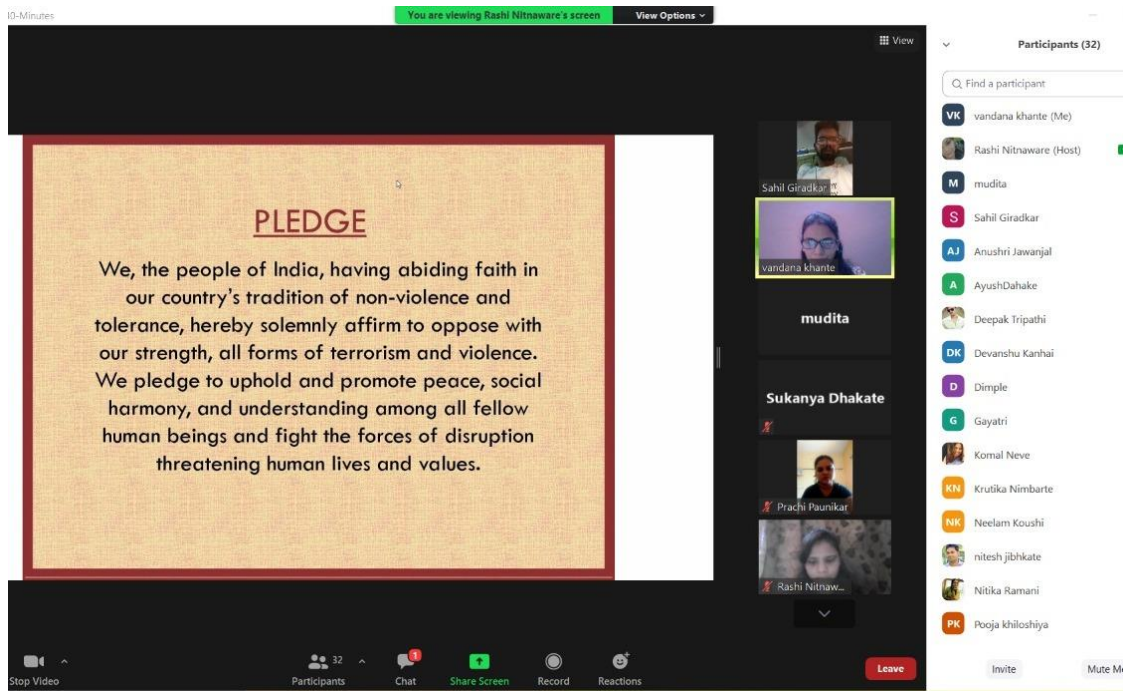 40-Minutes
You are viewing Rashi Nitnaware's screen
View Options
View
PLEDGE
We, the people of India, having abiding faith in
our country's tradition of non-violence and
tolerance, hereby solemnly affirm to oppose with
our strength, all forms of terrorism and violence.
We pledge to uphold and promote peace, social
harmony, and understanding among all fellow
human beings and fight the forces of disruption
threatening human lives and values.
Sahil Giradkar
vandana khante
mudita
Sukanya Dhakate
Prachi Paunikar
Rashi Nitnaw...
Participants (32)
Find a participant
VK vandana khante (Me)
Rashi Nitnaware (Host)
M mudita
S Sahil Giradkar
AJ Anushri Jawanjal
A AyushDahake
Deepak Tripathi
DK Devanshu Kanhai
D Dimple
G Gayatri
Komal Neve
KN Krutika Nimbarte
NK Neelam Koushi
nitesh jibhkate
Nitika Ramani
PK Pooja khiloshiya
Invite
Mute M
Stop Video
32
Participants
1
Chat
Share Screen
Record
Reactions
Leave